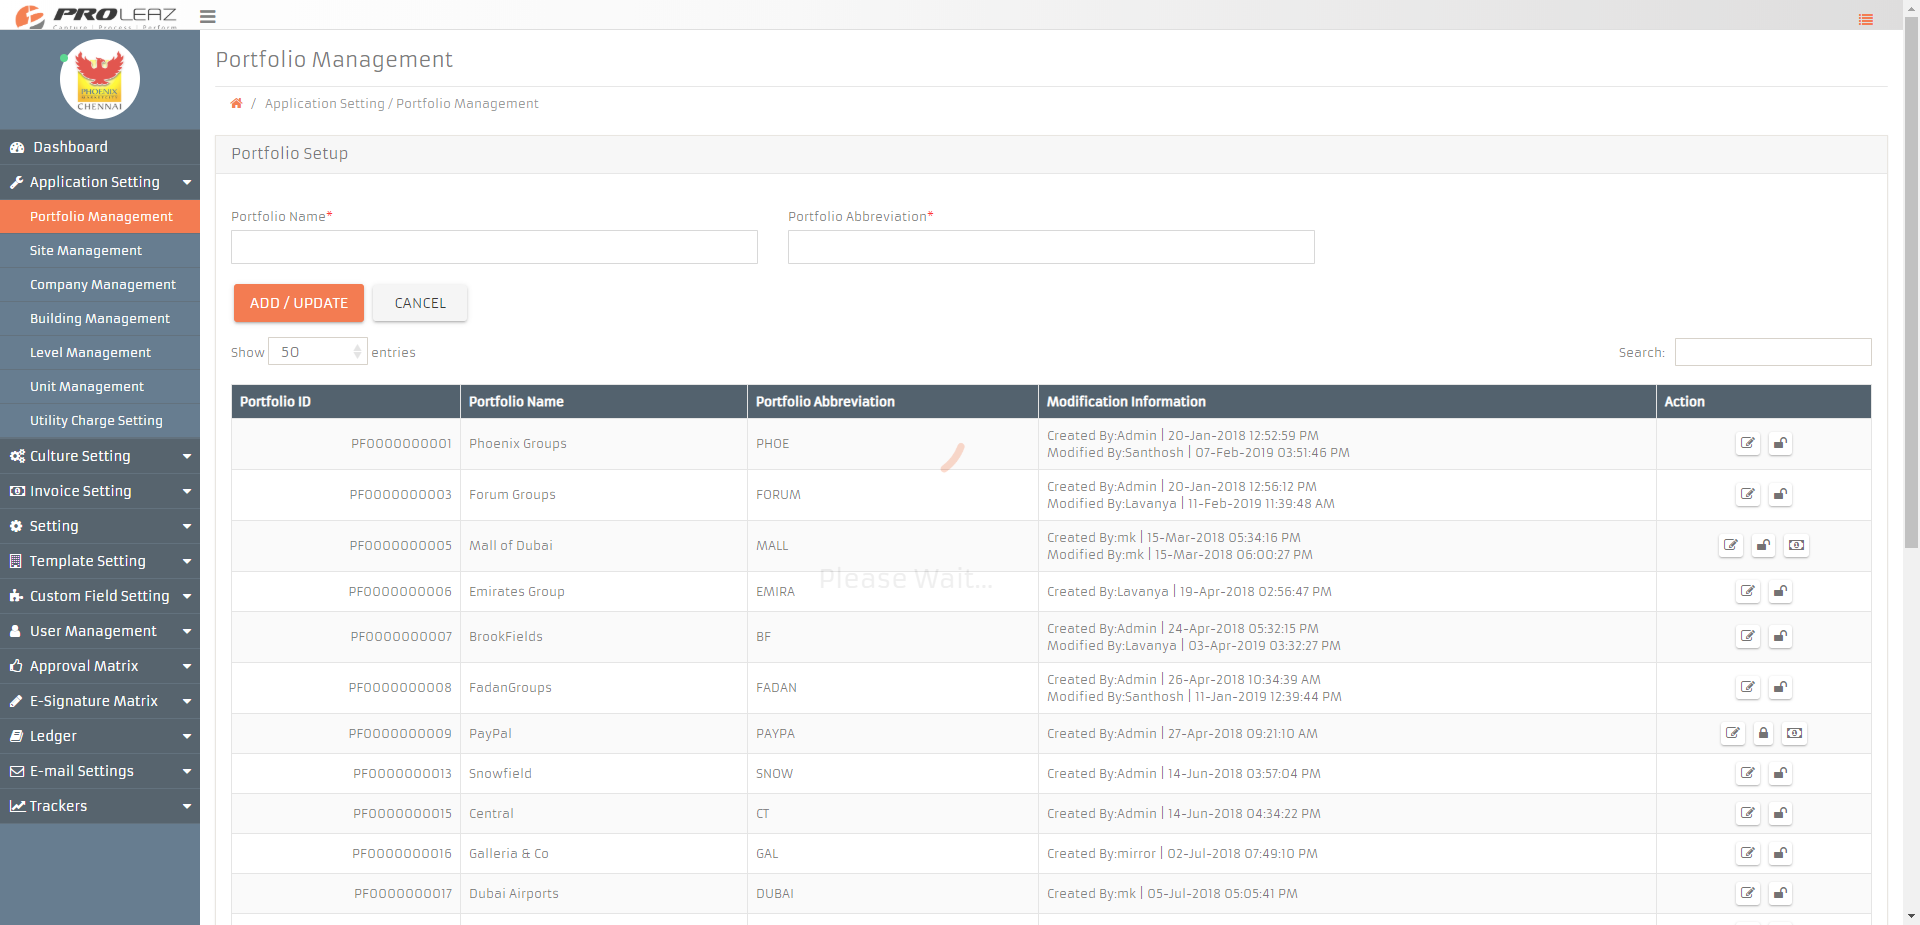 PROLEAZ
Capture | Process | Perform
PHOENIX
MARKETCITY
CHENNAI
Dashboard
Application Setting
Portfolio Management
Site Management
Company Management
Building Management
Level Management
Unit Management
Utility Charge Setting
Culture Setting
Invoice Setting
Setting
Template Setting
Custom Field Setting
User Management
Approval Matrix
E-Signature Matrix
Ledger
E-mail Settings
Trackers
Portfolio Management
/ Application Setting / Portfolio Management
Portfolio Setup
Portfolio Name* Portfolio Abbreviation*
ADD / UPDATE CANCEL
Show 50 entries Search:
Portfolio ID Portfolio Name Portfolio Abbreviation Modification Information Action
PF0000000001 Phoenix Groups PHOE Created By:Admin | 20-Jan-2018 12:52:59 PM
Modified By:Santhosh | 07-Feb-2019 03:51:46 PM
PF0000000003 Forum Groups FORUM Created By:Admin | 20-Jan-2018 12:56:12 PM
Modified By:Lavanya | 11-Feb-2019 11:39:48 AM
PF0000000005 Mall of Dubai MALL Created By:mk | 15-Mar-2018 05:34:16 PM
Modified By:mk | 15-Mar-2018 06:00:27 PM
Please Wait...
PF0000000006 Emirates Group EMIRA Created By:Lavanya | 19-Apr-2018 02:56:47 PM
PF0000000007 BrookFields BF Created By:Admin | 24-Apr-2018 05:32:15 PM
Modified By:Lavanya | 03-Apr-2019 03:32:27 PM
PF0000000008 FadanGroups FADAN Created By:Admin | 26-Apr-2018 10:34:39 AM
Modified By:Santhosh | 11-Jan-2019 12:39:44 PM
PF0000000009 PayPal PAYPA Created By:Admin | 27-Apr-2018 09:21:10 AM
PF0000000013 Snowfield SNOW Created By:Admin | 14-Jun-2018 03:57:04 PM
PF0000000015 Central CT Created By:Admin | 14-Jun-2018 04:34:22 PM
PF0000000016 Galleria & Co GAL Created By:mirror | 02-Jul-2018 07:49:10 PM
PF0000000017 Dubai Airports DUBAI Created By:mk | 05-Jul-2018 05:05:41 PM